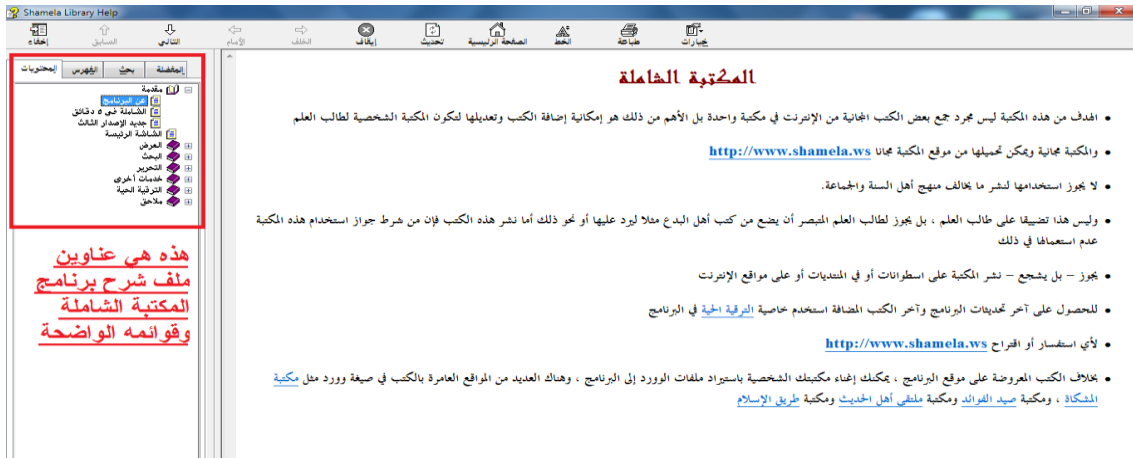 Shamela Library Help
إخفاء
السابق
التالي
الأمام
الخلف
إيقاف
تحديث
الصفحة الرئيسية
الخط
طباعة
خيارات
المحتويات
الفهرس
بحث
المفضلة
مقدمة
عن البرنامج
الشاملة في ٥ دقائق
جديد الإصدار الثالث
الشاشة الرئيسة
العرض
البحث
التحرير
خدمات أخرى
الترقية الحية
ملاحق
هذه هي عناوين
ملف شرح برنامج
المكتبة الشاملة
وقوائمه الواضحة
المكتبة الشاملة
• الهدف من هذه المكتبة ليس مجرد جمع بعض الكتب المجانية من الإنترنت في مكتبة واحدة بل الأهم من ذلك هو إمكانية إضافة الكتب وتعديلها لتكون المكتبة الشخصية لطالب العلم
• والمكتبة مجانية ويمكن تحميلها من موقع المكتبة مجانا http://www.shamela.ws
• لا يجوز استخدامها لنشر ما يخالف منهج أهل السنة والجماعة.
• وليس هذا تضييقا على طالب العلم ، بل يجوز لطالب العلم المتبصر أن يضع من كتب أهل البدع مثلا ليرد عليها أو نحو ذلك أما نشر هذه الكتب فإن من شرط جواز استخدام هذه المكتبة
عدم استعمالها في ذلك
• يجوز – بل يشجع – نشر المكتبة على اسطوانات أو في المنتديات أو على مواقع الإنترنت
• للحصول على آخر تحديثات البرنامج وآخر الكتب المضافة استخدم خاصية الترقية الحية في البرنامج
• لأي استفسار أو اقتراح http://www.shamela.ws
• بخلاف الكتب المعروضة على موقع البرنامج ، يمكنك إغناء مكتبتك الشخصية باستيراد ملفات الوورد إلى البرنامج ، وهناك العديد من المواقع العامرة بالكتب في صيغة وورد مثل مكتبة
المشكاة ، ومكتبة صيد الفوائد ومكتبة ملتقى أهل الحديث ومكتبة طريق الإسلام